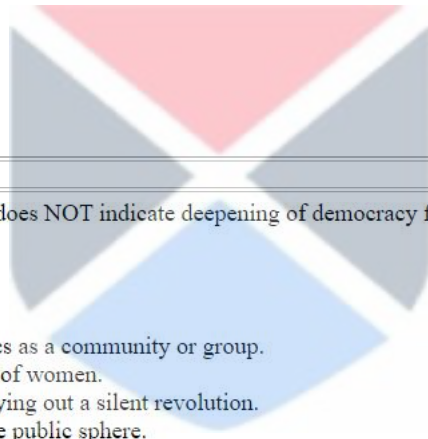 does NOT indicate deepening of democracy f
es as a community or group.
of women.
ying out a silent revolution.
e public sphere.